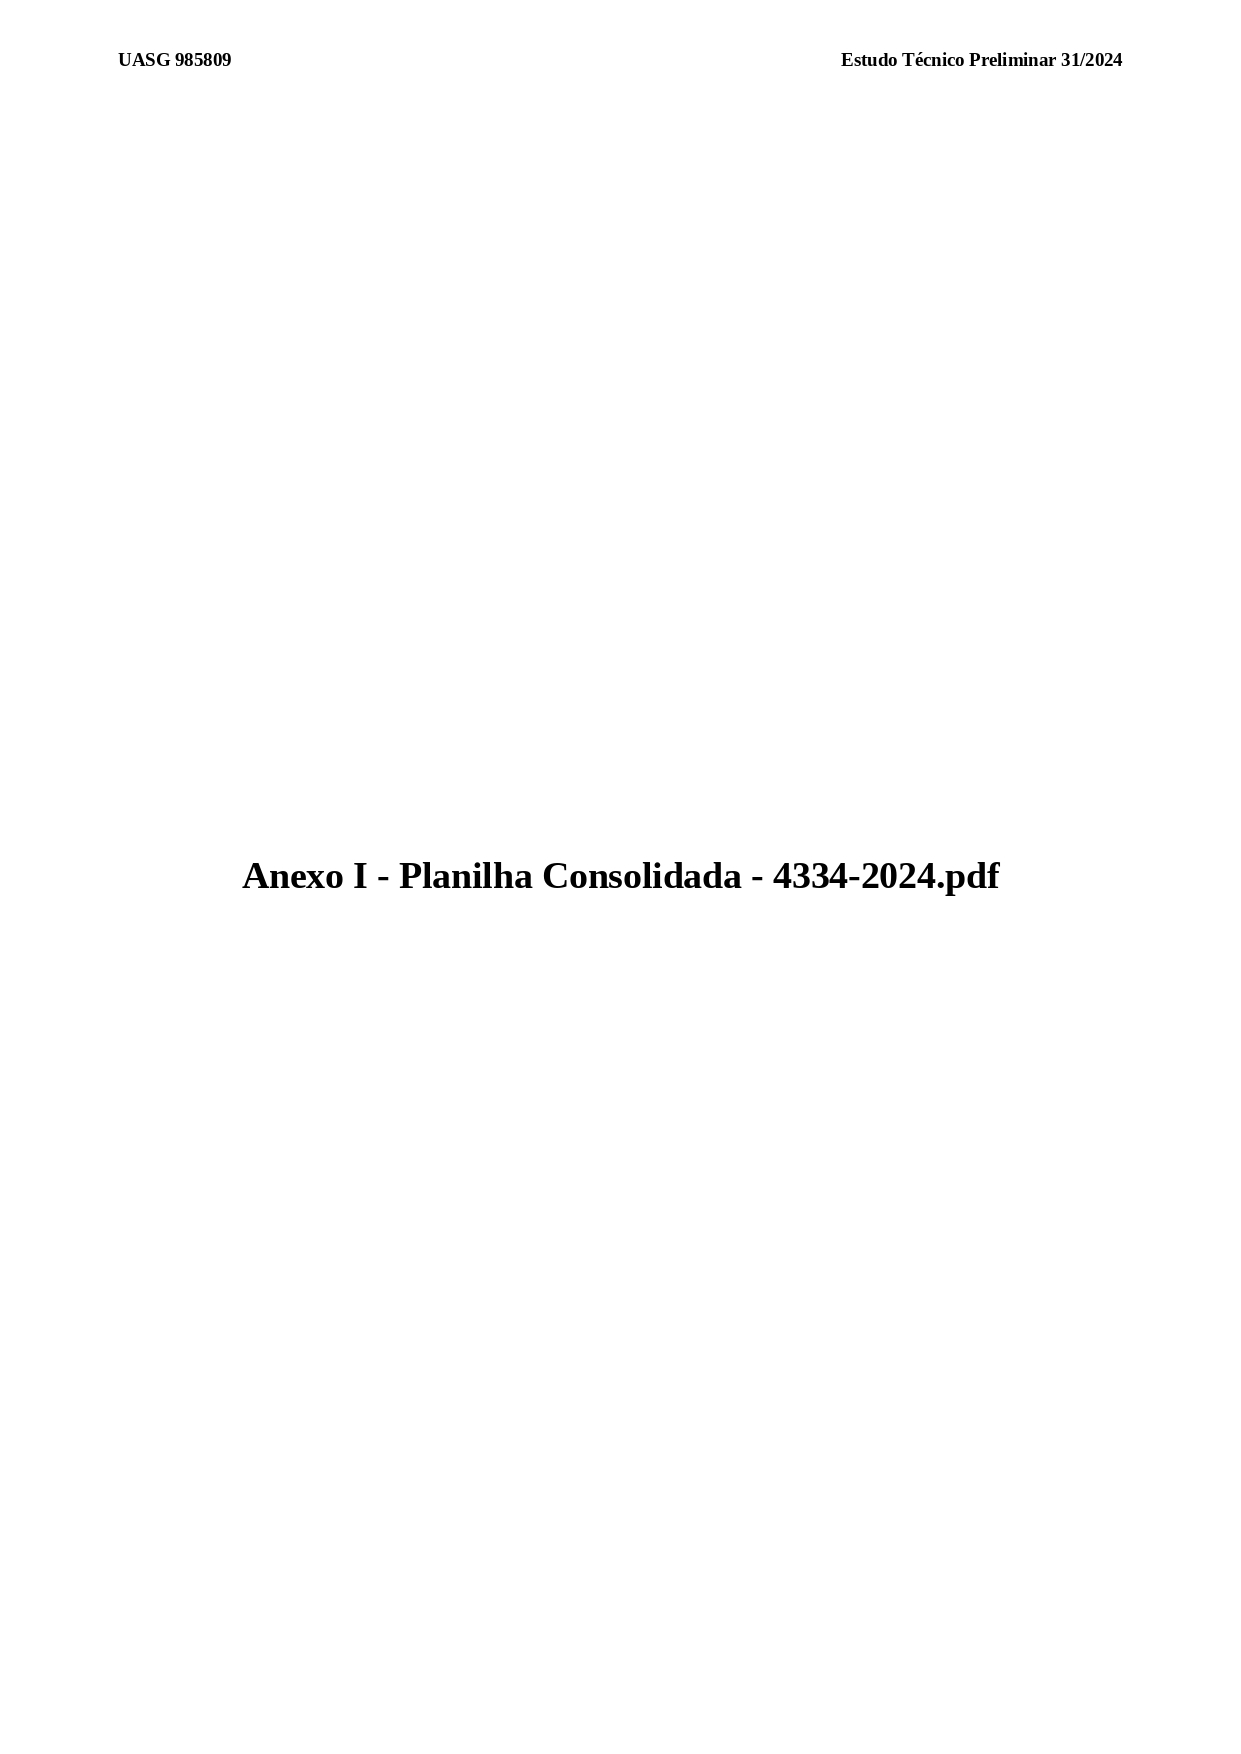 UASG 985809 Estudo Técnico Preliminar 31/2024
Anexo I - Planilha Consolidada - 4334-2024.pdf